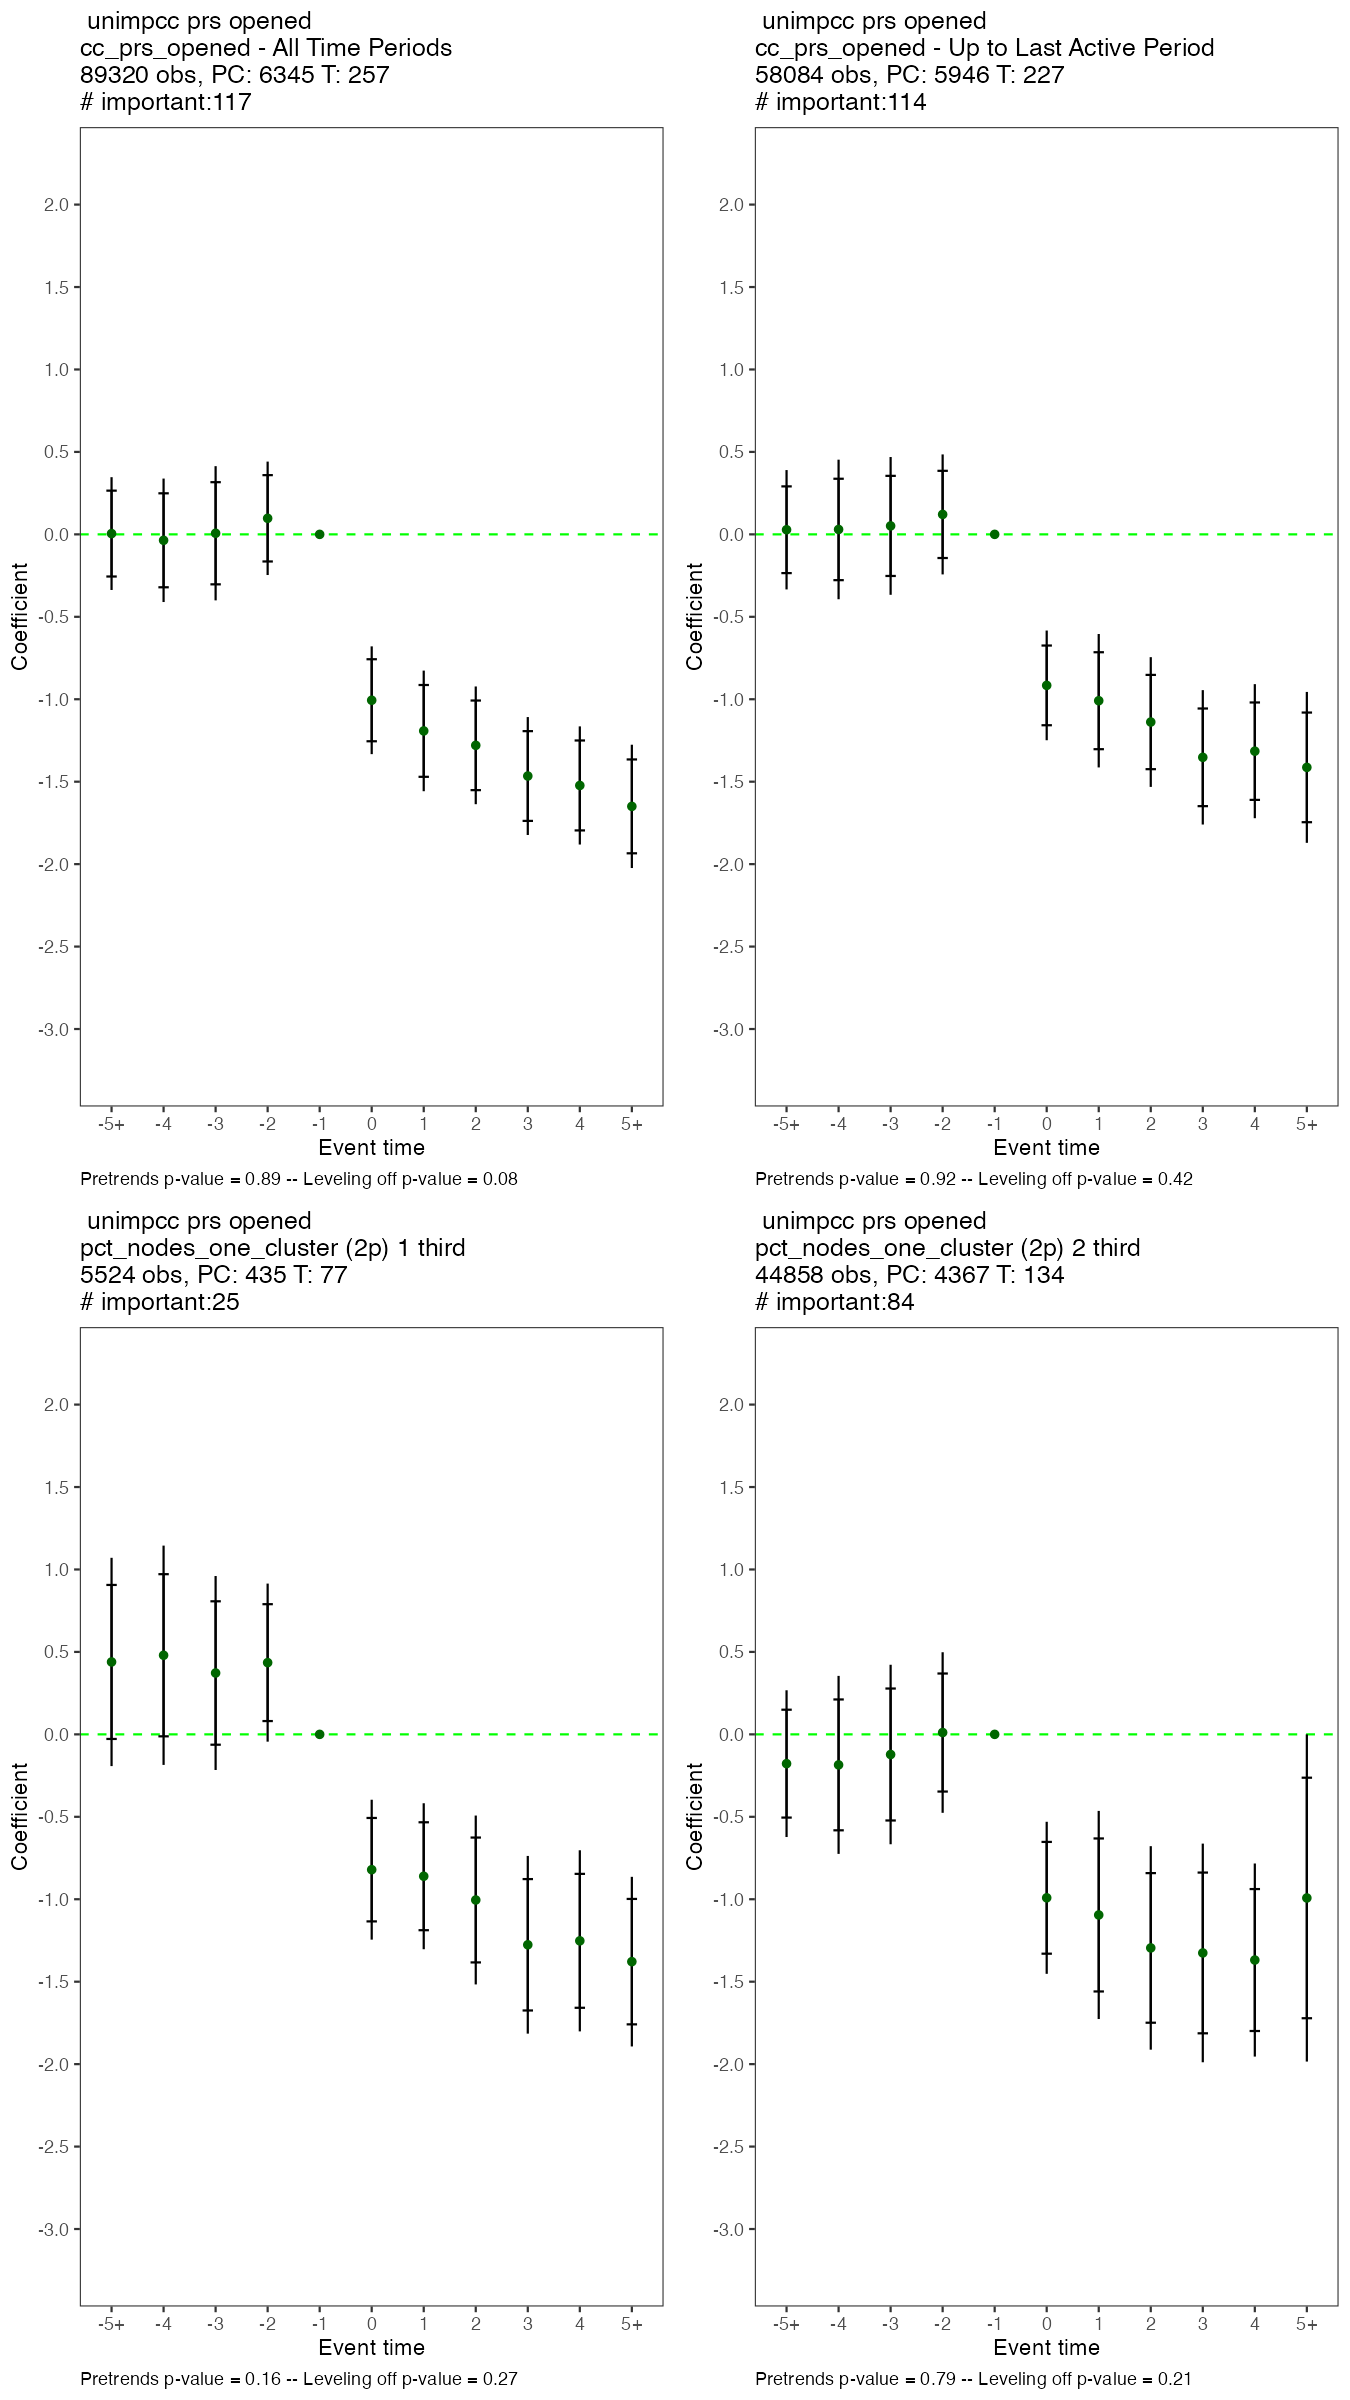 unimpcc prs opened
cc_prs_opened - All Time Periods
89320 obs, PC: 6345 T: 257
# important:117
2.0
1.5
1.0
0.5
0.0
-0.5
-1.0
-1.5
-2.0
-2.5
-3.0
Coefficient
-5+ -4 -3 -2 -1 0 1 2 3 4 5+
Event time
Pretrends p-value = 0.89 -- Leveling off p-value = 0.08
unimpcc prs opened
cc_prs_opened - Up to Last Active Period
58084 obs, PC: 5946 T: 227
# important:114
2.0
1.5
1.0
0.5
0.0
-0.5
-1.0
-1.5
-2.0
-2.5
-3.0
Coefficient
-5+ -4 -3 -2 -1 0 1 2 3 4 5+
Event time
Pretrends p-value = 0.92 -- Leveling off p-value = 0.42
unimpcc prs opened
pct_nodes_one_cluster (2p) 1 third
5524 obs, PC: 435 T: 77
# important:25
2.0
1.5
1.0
0.5
0.0
-0.5
-1.0
-1.5
-2.0
-2.5
-3.0
Coefficient
-5+ -4 -3 -2 -1 0 1 2 3 4 5+
Event time
Pretrends p-value = 0.16 -- Leveling off p-value = 0.27
unimpcc prs opened
pct_nodes_one_cluster (2p) 2 third
44858 obs, PC: 4367 T: 134
# important:84
2.0
1.5
1.0
0.5
0.0
-0.5
-1.0
-1.5
-2.0
-2.5
-3.0
Coefficient
-5+ -4 -3 -2 -1 0 1 2 3 4 5+
Event time
Pretrends p-value = 0.79 -- Leveling off p-value = 0.21